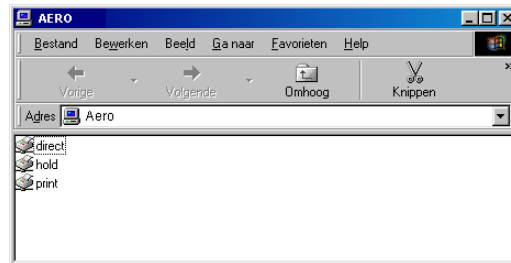 AERO
Bestand Bewerken Beeld Ga naar Favorieten Help
Vorige Volgende Omhoog Knippen »
Adres Aero
direct
hold
print